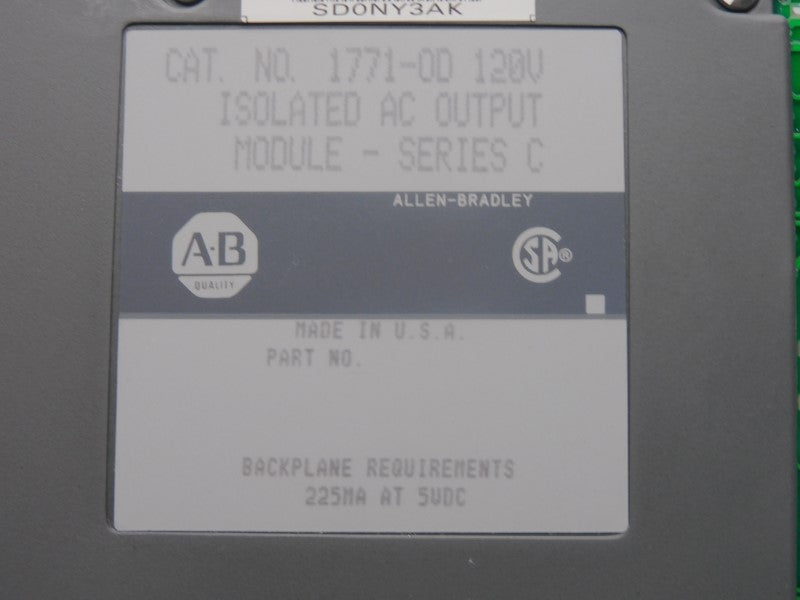 SD0NY3AK
CAT. NO. 1771-OD 120V
ISOLATED AC OUTPUT
MODULE - SERIES C
ALLEN-BRADLEY
A-B
QUALITY
SA®
MADE IN U.S.A.
PART NO.
BACKPLANE REQUIREMENTS
225MA AT 5VDC